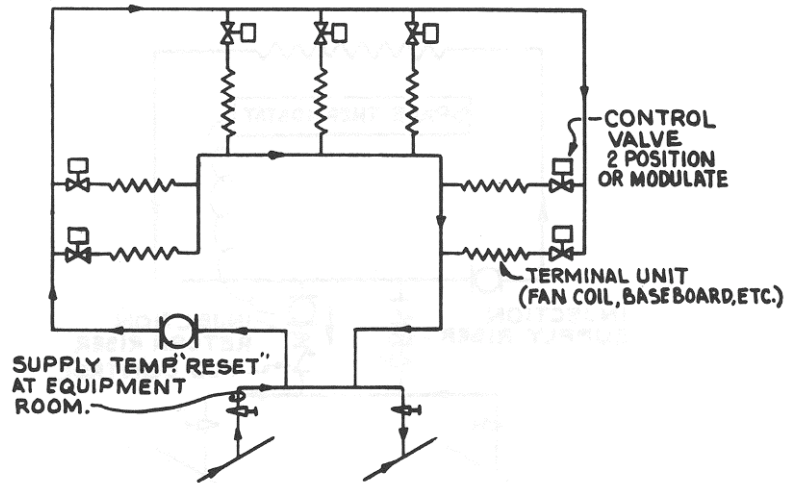 CONTROL
VALVE
2 POSITION
OR MODULATE
TERMINAL UNIT
(FAN COIL, BASEBOARD, ETC.)
SUPPLY TEMP. "RESET"
AT EQUIPMENT
ROOM.